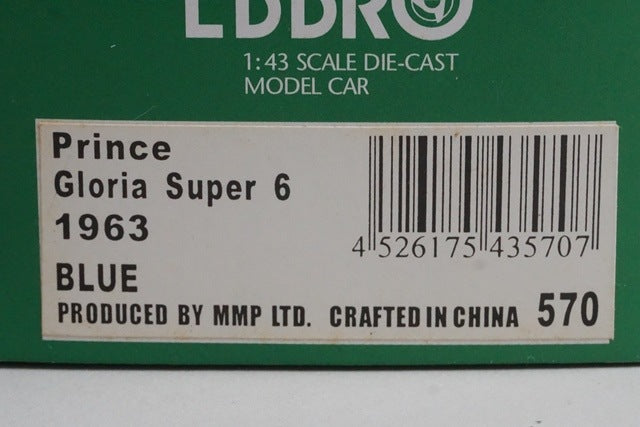 EBBRO
1:43 SCALE DIE-CAST
MODEL CAR
Prince
Gloria Super 6
1963
BLUE
PRODUCED BY MMP LTD. CRAFTED IN CHINA 570
4 526175 435707